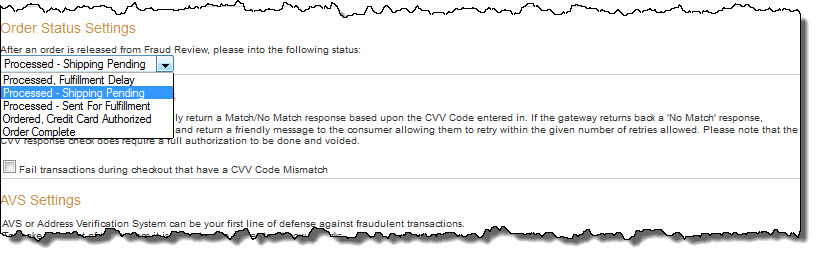 Order Status Settings
After an order is released from Fraud Review, please into the following status:
Processed - Shipping Pending
Processed, Fulfillment Delay
Processed - Shipping Pending
Processed - Sent For Fulfillment
Ordered, Credit Card Authorized
Order Complete
return a Match/No Match response based upon the CVV Code entered in. If the gateway returns back a 'No Match' response,
and return a friendly message to the consumer allowing them to retry within the given number of retries allowed. Please note that the
CVV response check does require a full authorization to be done and voided.
Fail transactions during checkout that have a CVV Code Mismatch
AVS Settings
AVS or Address Verification System can be your first line of defense against fraudulent transactions.